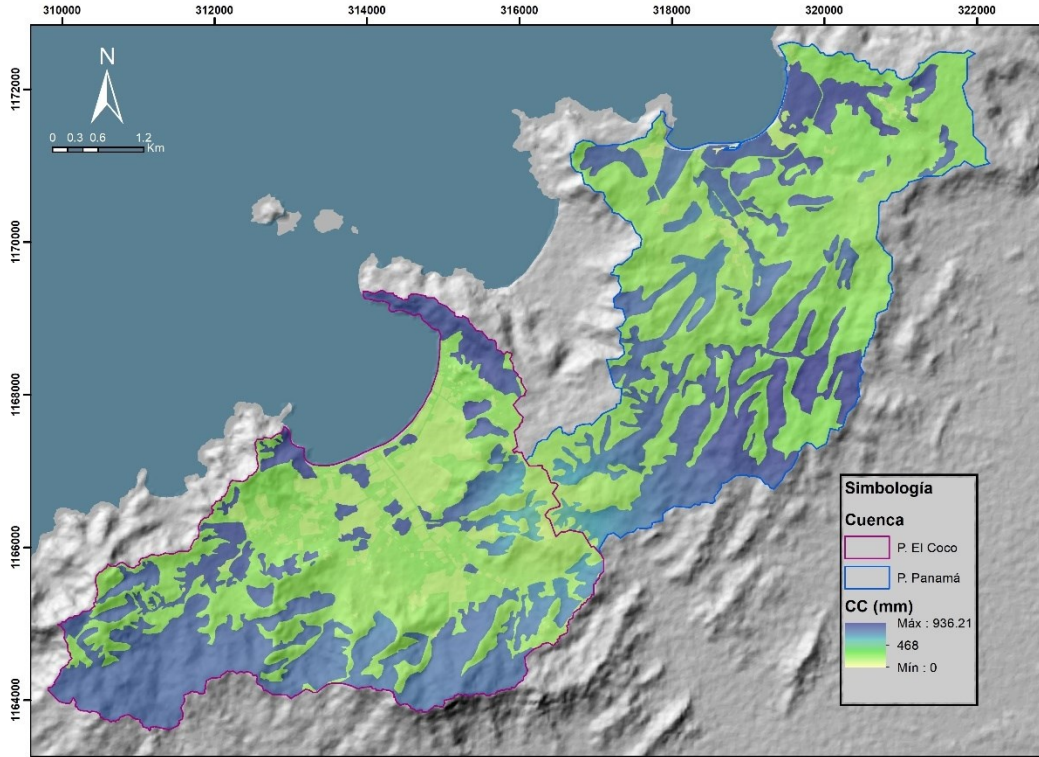 310000 312000 314000 316000 318000 320000 322000
1172000
1170000
1168000
1166000
1164000
N
0 0.3 0.6 1.2
Km
Simbología
Cuenca
P. El Coco
P. Panamá
CC (mm)
Máx : 936.21
468
Mín : 0